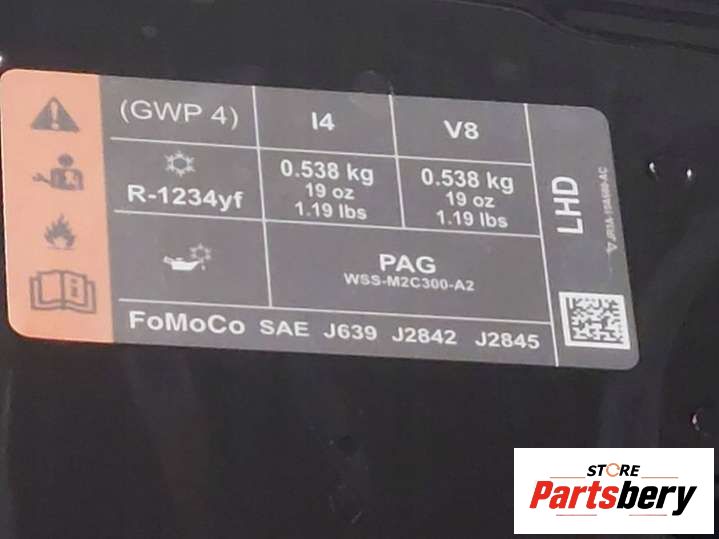 (GWP 4) I4 V8
R-1234yf
0.538 kg
19 oz
1.19 lbs
0.538 kg
19 oz
1.19 lbs
PAG
WSS-M2C300-A2
FoMoCo SAE J639 J2842 J2845
LHD
STORE
Partsbery